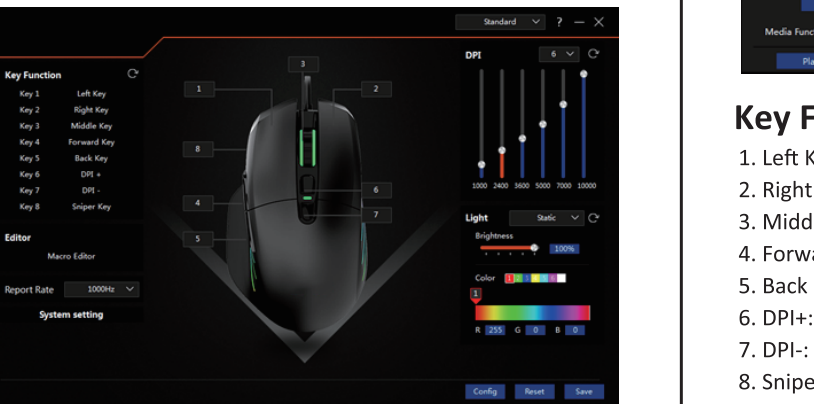 Standard ?
Key Function
Key 1 Left Key
Key 2 Right Key
Key 3 Middle Key
Key 4 Forward Key
Key 5 Back Key
Key 6 DPI +
Key 7 DPI -
Key 8 Sniper Key
Editor
Macro Editor
Report Rate 1000Hz
System setting
3
1
2
8
6
4
7
5
DPI 6
1000 2400 3600 5000 7000 10000
Light Static
Brightness
100%
Color 1
1
R 255 G 0 B 0
Config Reset Save
Media Func
Pla
Key F
1. Left K
2. Right
3. Midd
4. Forwa
5. Back
6. DPI+:
7. DPI-:
8. Snipe